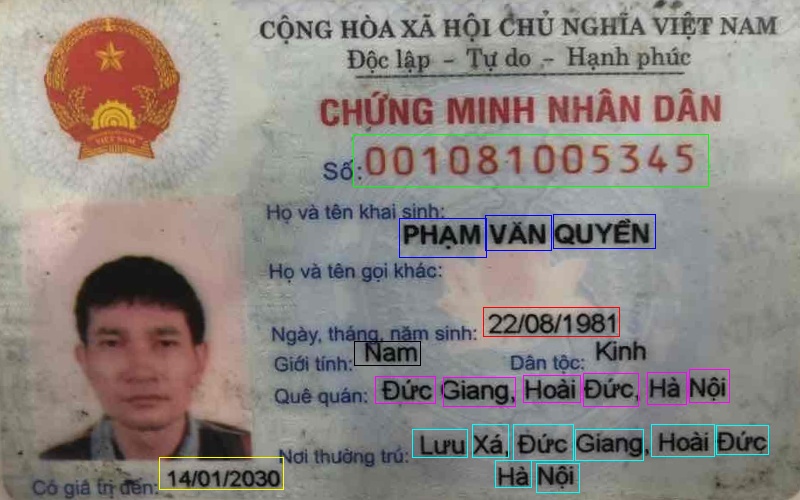 CỘNG HÒA XÃ HỘI CHỦ NGHĨA VIỆT NAM
Độc lập - Tự do - Hạnh phúc
CHỨNG MINH NHÂN DÂN
Số: 001081005345
Họ và tên khai sinh:
PHẠM VĂN QUYỀN
Họ và tên gọi khác:
Ngày, tháng, năm sinh: 22/08/1981
Giới tính: Nam Dân tộc: Kinh
Quê quán: Đức Giang, Hoài Đức, Hà Nội
Nơi thường trú: Lưu Xá, Đức Giang, Hoài Đức
Hà Nội
Có giá trị đến: 14/01/2030
VIỆT NAM